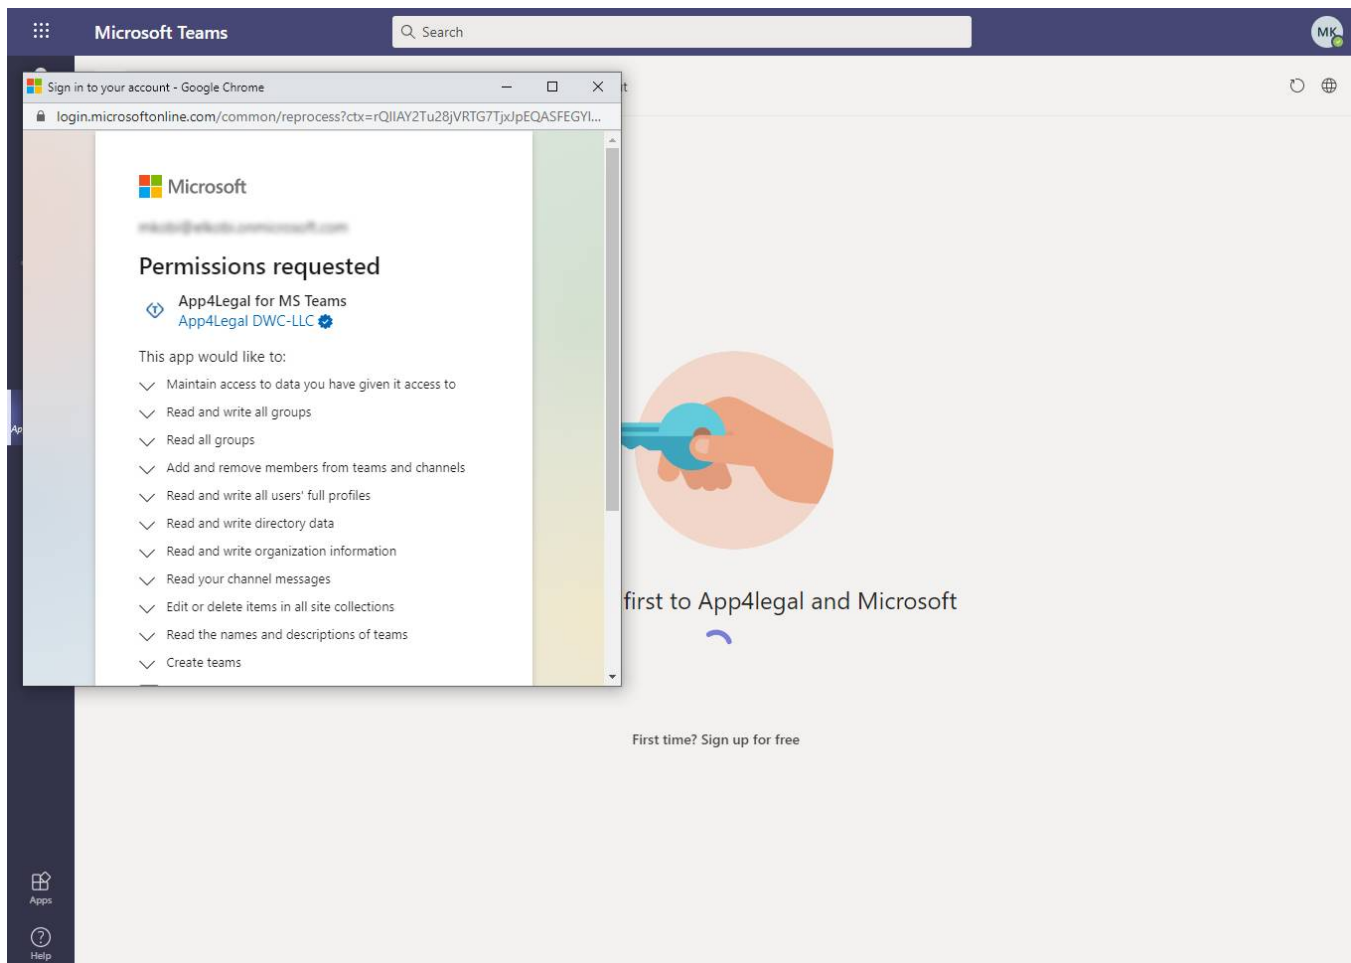 Microsoft Teams
Search
MK
Sign in to your account - Google Chrome
login.microsoftonline.com/common/reprocess?ctx=rQIIAY2Tu28jVRTG7TjxJpEQASFEGYI...
Microsoft
Permissions requested
App4Legal for MS Teams
App4Legal DWC-LLC
This app would like to:
Maintain access to data you have given it access to
Read and write all groups
Read all groups
Add and remove members from teams and channels
Read and write all users' full profiles
Read and write directory data
Read and write organization information
Read your channel messages
Edit or delete items in all site collections
Read the names and descriptions of teams
Create teams
first to App4legal and Microsoft
First time? Sign up for free
Apps
Help